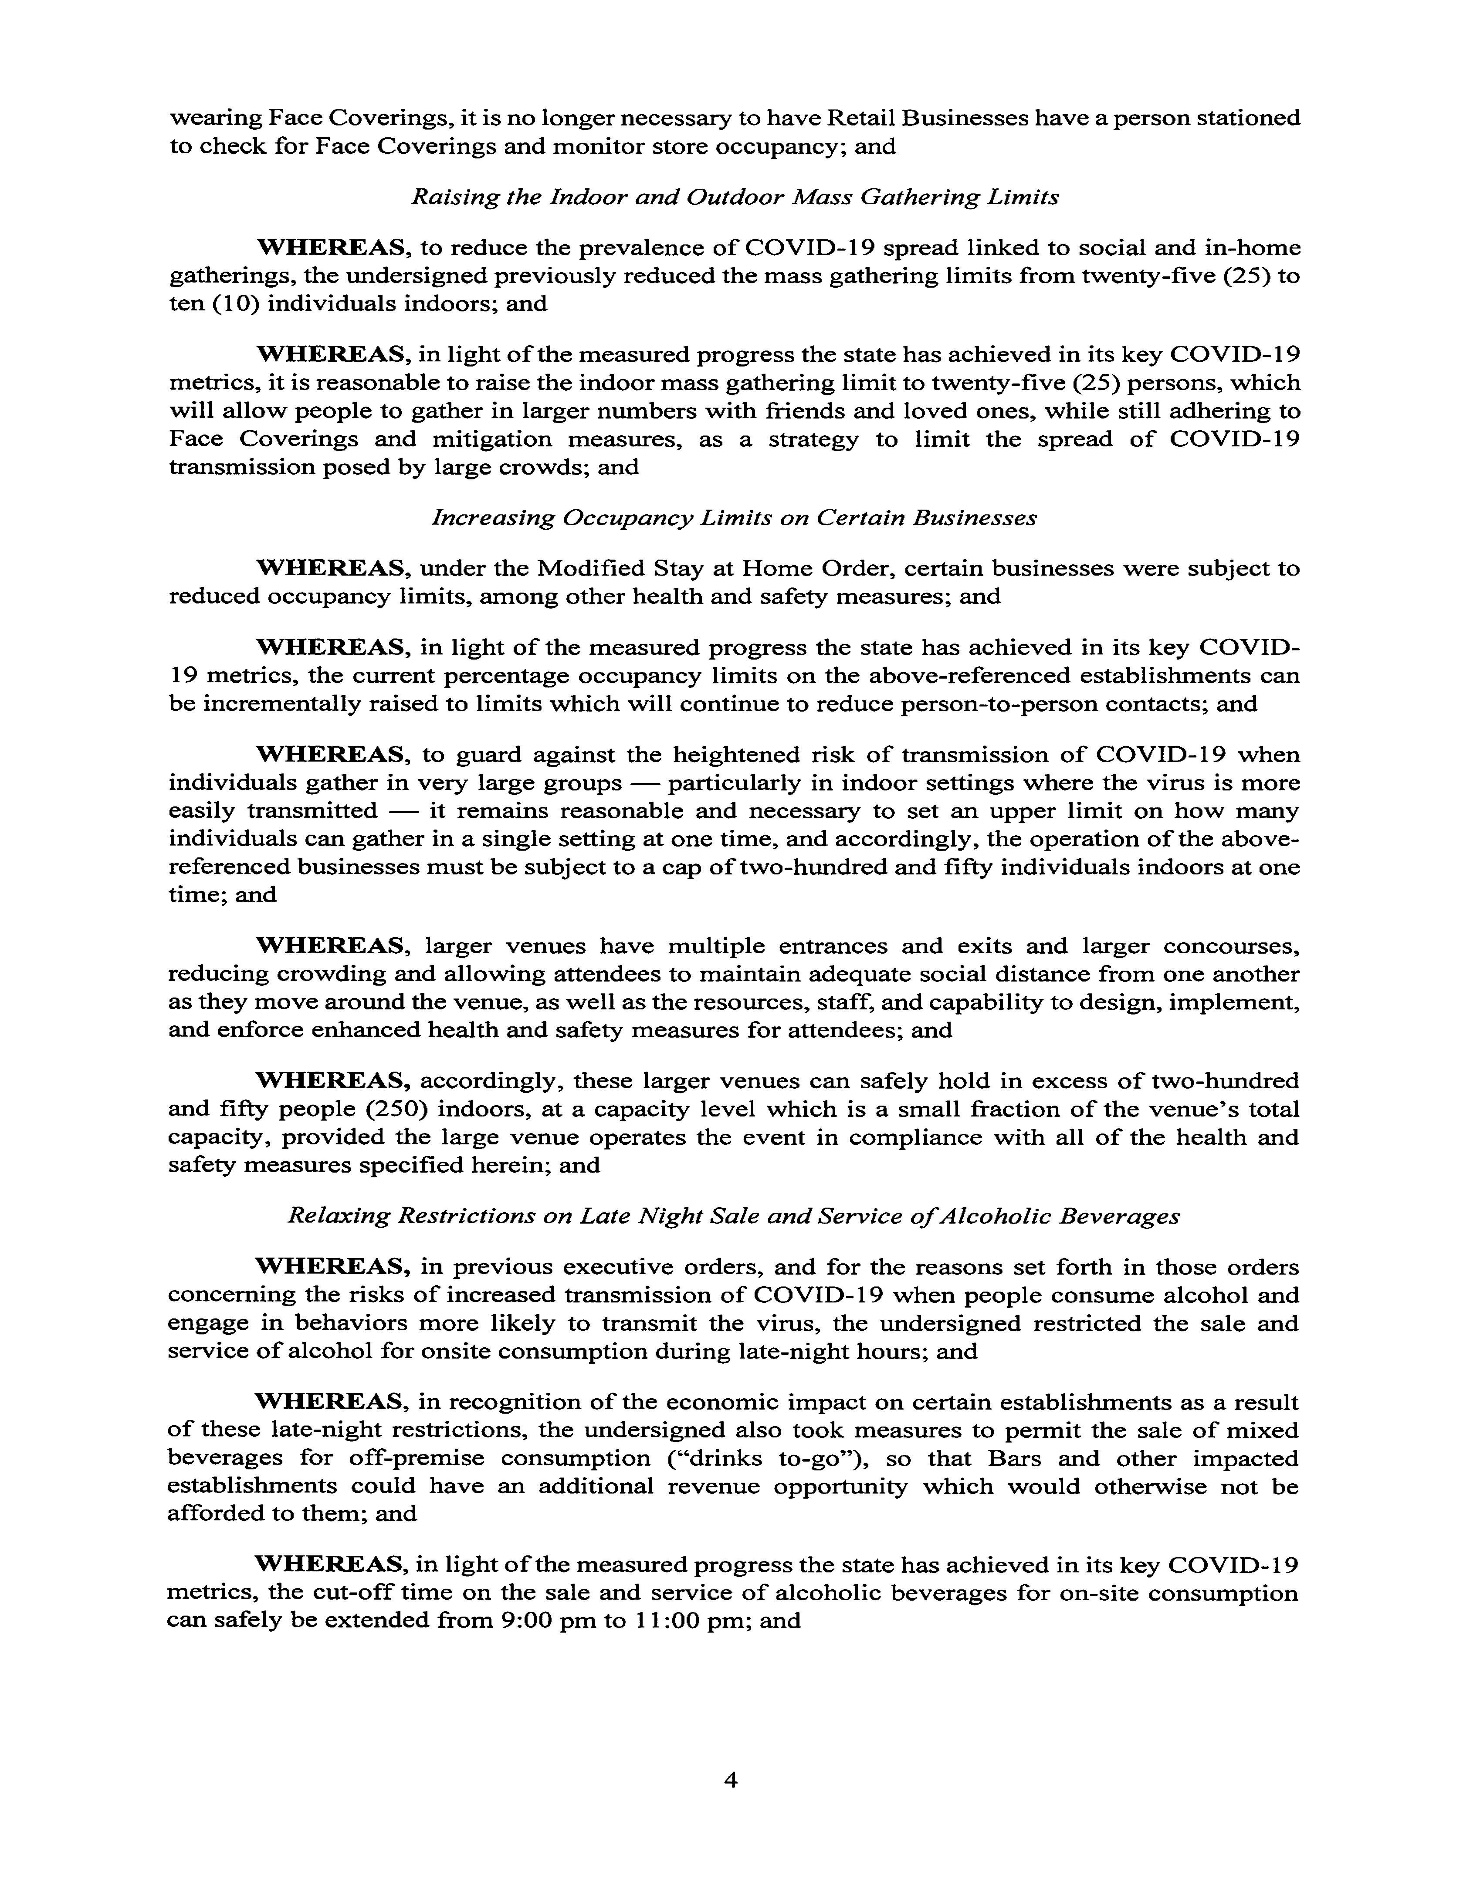 wearing Face Coverings, it is no longer necessary to have Retail Businesses have a person stationed
to check for Face Coverings and monitor store occupancy; and
Raising the Indoor and Outdoor Mass Gathering Limits
WHEREAS, to reduce the prevalence of COVID-19 spread linked to social and in-home
gatherings, the undersigned previously reduced the mass gathering limits from twenty-five (25) to
ten (10) individuals indoors; and
WHEREAS, in light of the measured progress the state has achieved in its key COVID-19
metrics, it is reasonable to raise the indoor mass gathering limit to twenty-five (25) persons, which
will allow people to gather in larger numbers with friends and loved ones, while still adhering to
Face Coverings and mitigation measures, as a strategy to limit the spread of COVID-19
transmission posed by large crowds; and
Increasing Occupancy Limits on Certain Businesses
WHEREAS, under the Modified Stay at Home Order, certain businesses were subject to
reduced occupancy limits, among other health and safety measures; and
WHEREAS, in light of the measured progress the state has achieved in its key COVID-
19 metrics, the current percentage occupancy limits on the above-referenced establishments can
be incrementally raised to limits which will continue to reduce person-to-person contacts; and
WHEREAS, to guard against the heightened risk of transmission of COVID-19 when
individuals gather in very large groups — particularly in indoor settings where the virus is more
easily transmitted — it remains reasonable and necessary to set an upper limit on how many
individuals can gather in a single setting at one time, and accordingly, the operation of the above-
referenced businesses must be subject to a cap of two-hundred and fifty individuals indoors at one
time; and
WHEREAS, larger venues have multiple entrances and exits and larger concourses,
reducing crowding and allowing attendees to maintain adequate social distance from one another
as they move around the venue, as well as the resources, staff, and capability to design, implement,
and enforce enhanced health and safety measures for attendees; and
WHEREAS, accordingly, these larger venues can safely hold in excess of two-hundred
and fifty people (250) indoors, at a capacity level which is a small fraction of the venue's total
capacity, provided the large venue operates the event in compliance with all of the health and
safety measures specified herein; and
Relaxing Restrictions on Late Night Sale and Service of Alcoholic Beverages
WHEREAS, in previous executive orders, and for the reasons set forth in those orders
concerning the risks of increased transmission of COVID-19 when people consume alcohol and
engage in behaviors more likely to transmit the virus, the undersigned restricted the sale and
service of alcohol for onsite consumption during late-night hours; and
WHEREAS, in recognition of the economic impact on certain establishments as a result
of these late-night restrictions, the undersigned also took measures to permit the sale of mixed
beverages for off-premise consumption ("drinks to-go"), so that Bars and other impacted
establishments could have an additional revenue opportunity which would otherwise not be
afforded to them; and
WHEREAS, in light of the measured progress the state has achieved in its key COVID-19
metrics, the cut-off time on the sale and service of alcoholic beverages for on-site consumption
can safely be extended from 9:00 pm to 11:00 pm; and
4